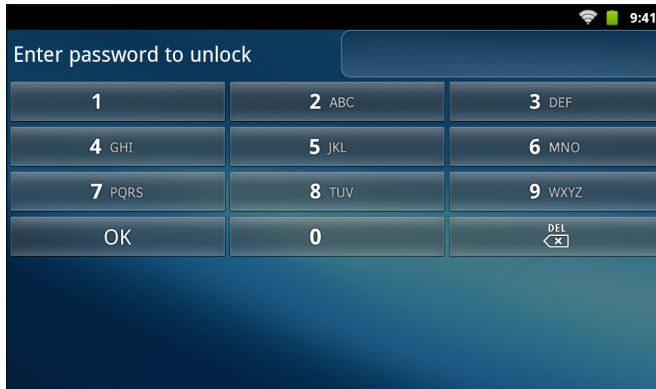 9:41
Enter password to unlock
1 2 ABC 3 DEF
4 GHI 5 JKL 6 MNO
7 PQRS 8 TUV 9 WXYZ
OK 0 DEL